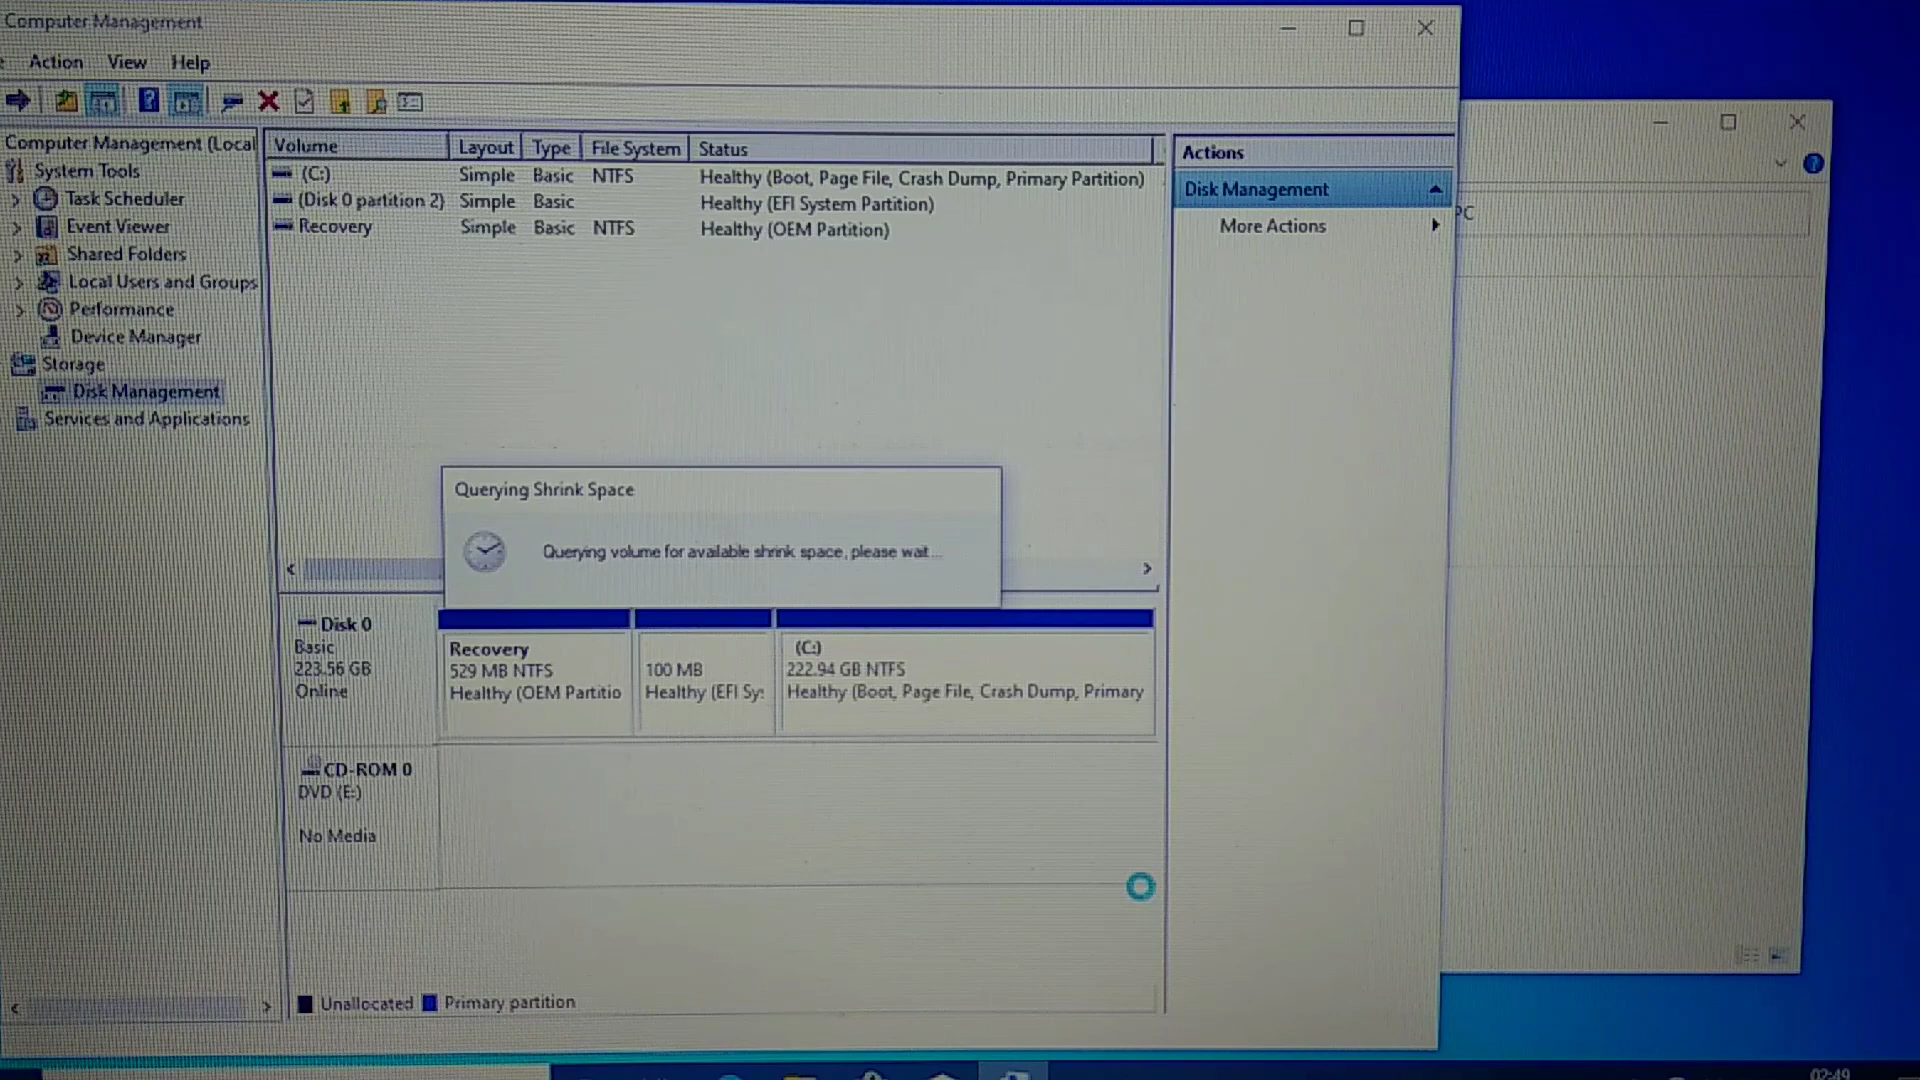 Computer Management
Action View Help
Computer Management (Local
System Tools
Task Scheduler
Event Viewer
Shared Folders
Local Users and Groups
Performance
Device Manager
Storage
Disk Management
Services and Applications
Volume Layout Type File System Status
(C:) Simple Basic NTFS Healthy (Boot, Page File, Crash Dump, Primary Partition)
(Disk 0 partition 2) Simple Basic Healthy (EFI System Partition)
Recovery Simple Basic NTFS Healthy (OEM Partition)
Actions
Disk Management
More Actions
PC
Querying Shrink Space
Querying volume for available shrink space, please wait...
Disk 0
Basic
223.56 GB
Online
Recovery
529 MB NTFS
Healthy (OEM Partitio
100 MB
Healthy (EFI Sy:
(C:)
222.94 GB NTFS
Healthy (Boot, Page File, Crash Dump, Primary
CD-ROM 0
DVD (E:)
No Media
Unallocated Primary partition
02:49